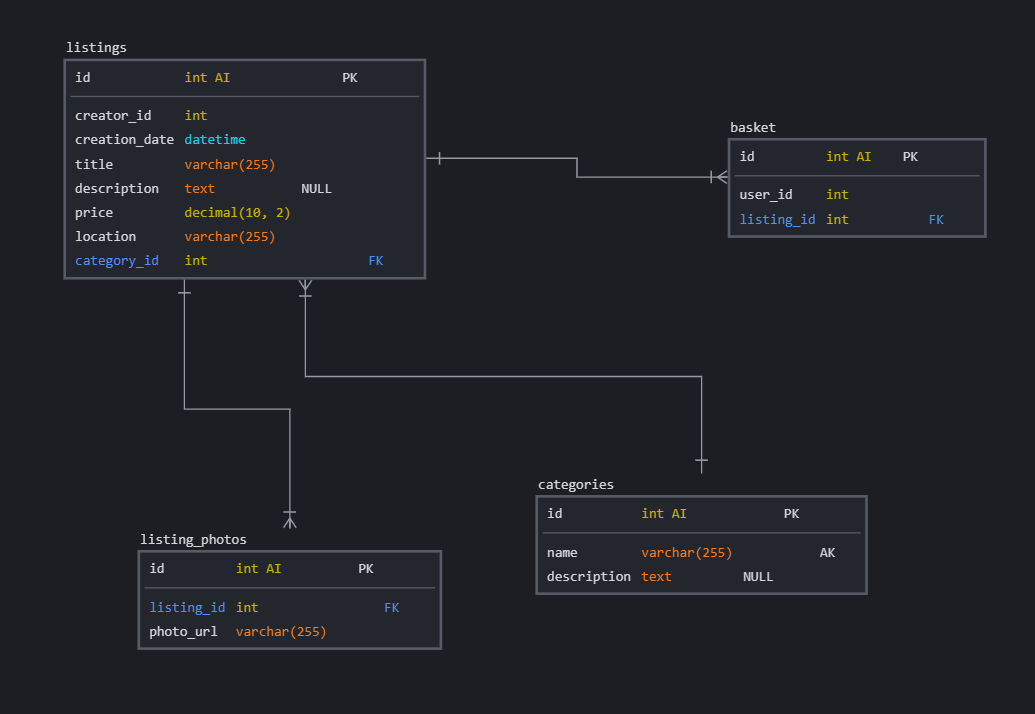 listings
id int AI PK
creator_id int
creation_date datetime
title varchar(255)
description text NULL
price decimal(10, 2)
location varchar(255)
category_id int FK
basket
id int AI PK
user_id int
listing_id int FK
listing_photos
id int AI PK
listing_id int FK
photo_url varchar(255)
categories
id int AI PK
name varchar(255) AK
description text NULL